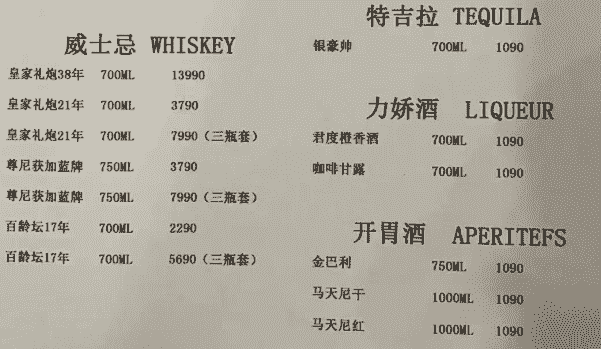 威士忌 WHISKEY
皇家礼炮38年 700ML 13990
皇家礼炮21年 700ML 3790
皇家礼炮21年 700ML 7990（三瓶套）
尊尼获加蓝牌 750ML 3790
尊尼获加蓝牌 750ML 7990（三瓶套）
百龄坛17年 700ML 2290
百龄坛17年 700ML 5690（三瓶套）
特吉拉 TEQUILA
银豪帅 700ML 1090
力娇酒 LIQUEUR
君度橙香酒 700ML 1090
咖啡甘露 700ML 1090
开胃酒 APERITEFS
金巴利 750ML 1090
马天尼干 1000ML 1090
马天尼红 1000ML 1090